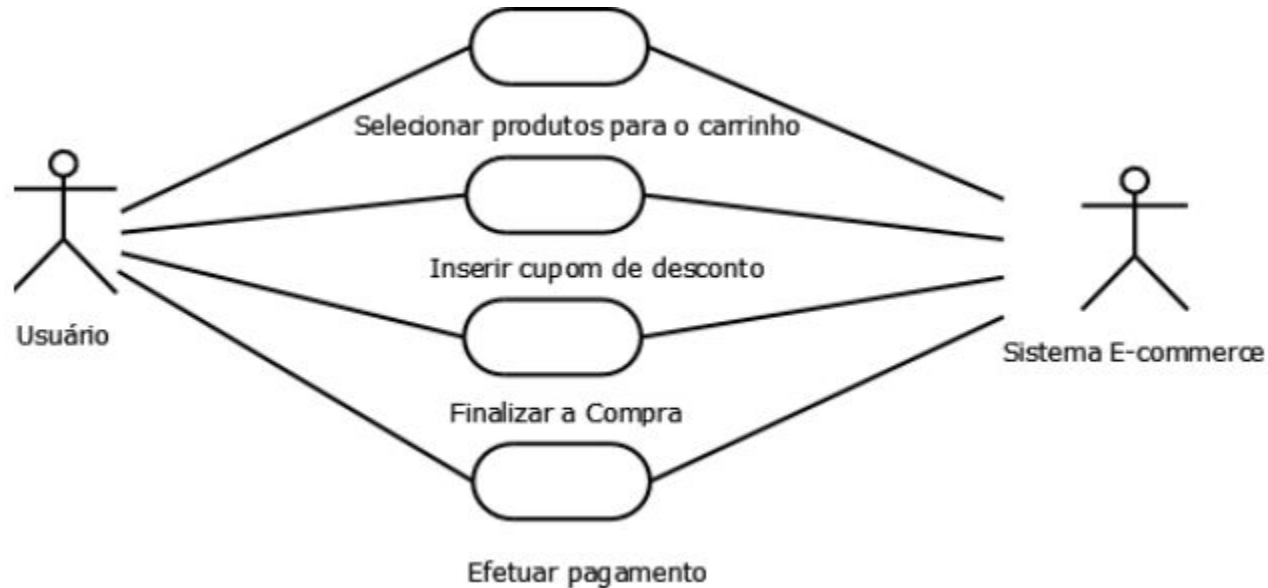 Selecionar produtos para o carrinho
Inserir cupom de desconto
Usuário
Sistema E-commerce
Finalizar a Compra
Efetuar pagamento